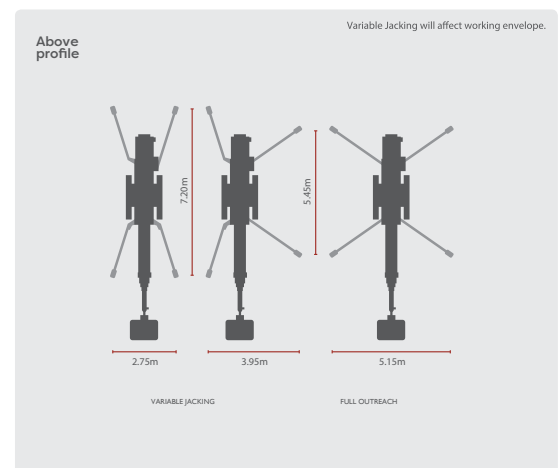 Variable Jacking will affect working envelope.
Above
profile
7.20m
5.45m
2.75m
3.95m
5.15m
VARIABLE JACKING
FULL OUTREACH